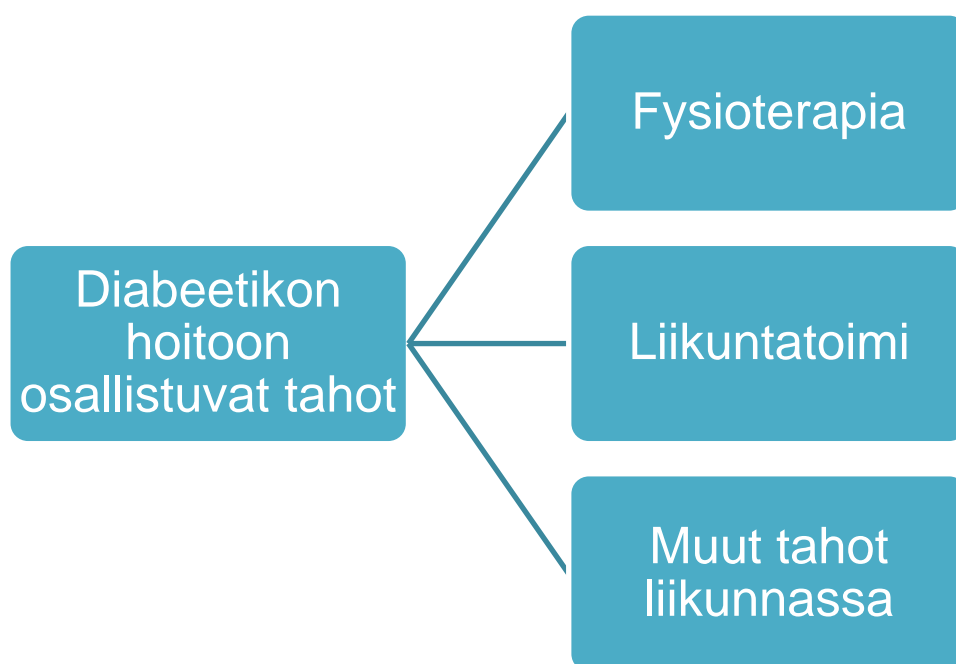 Fysioterapia
Diabeetikon
hoitoon
osallistuvat tahot
Liikuntatoimi
Muut tahot
liikunnassa